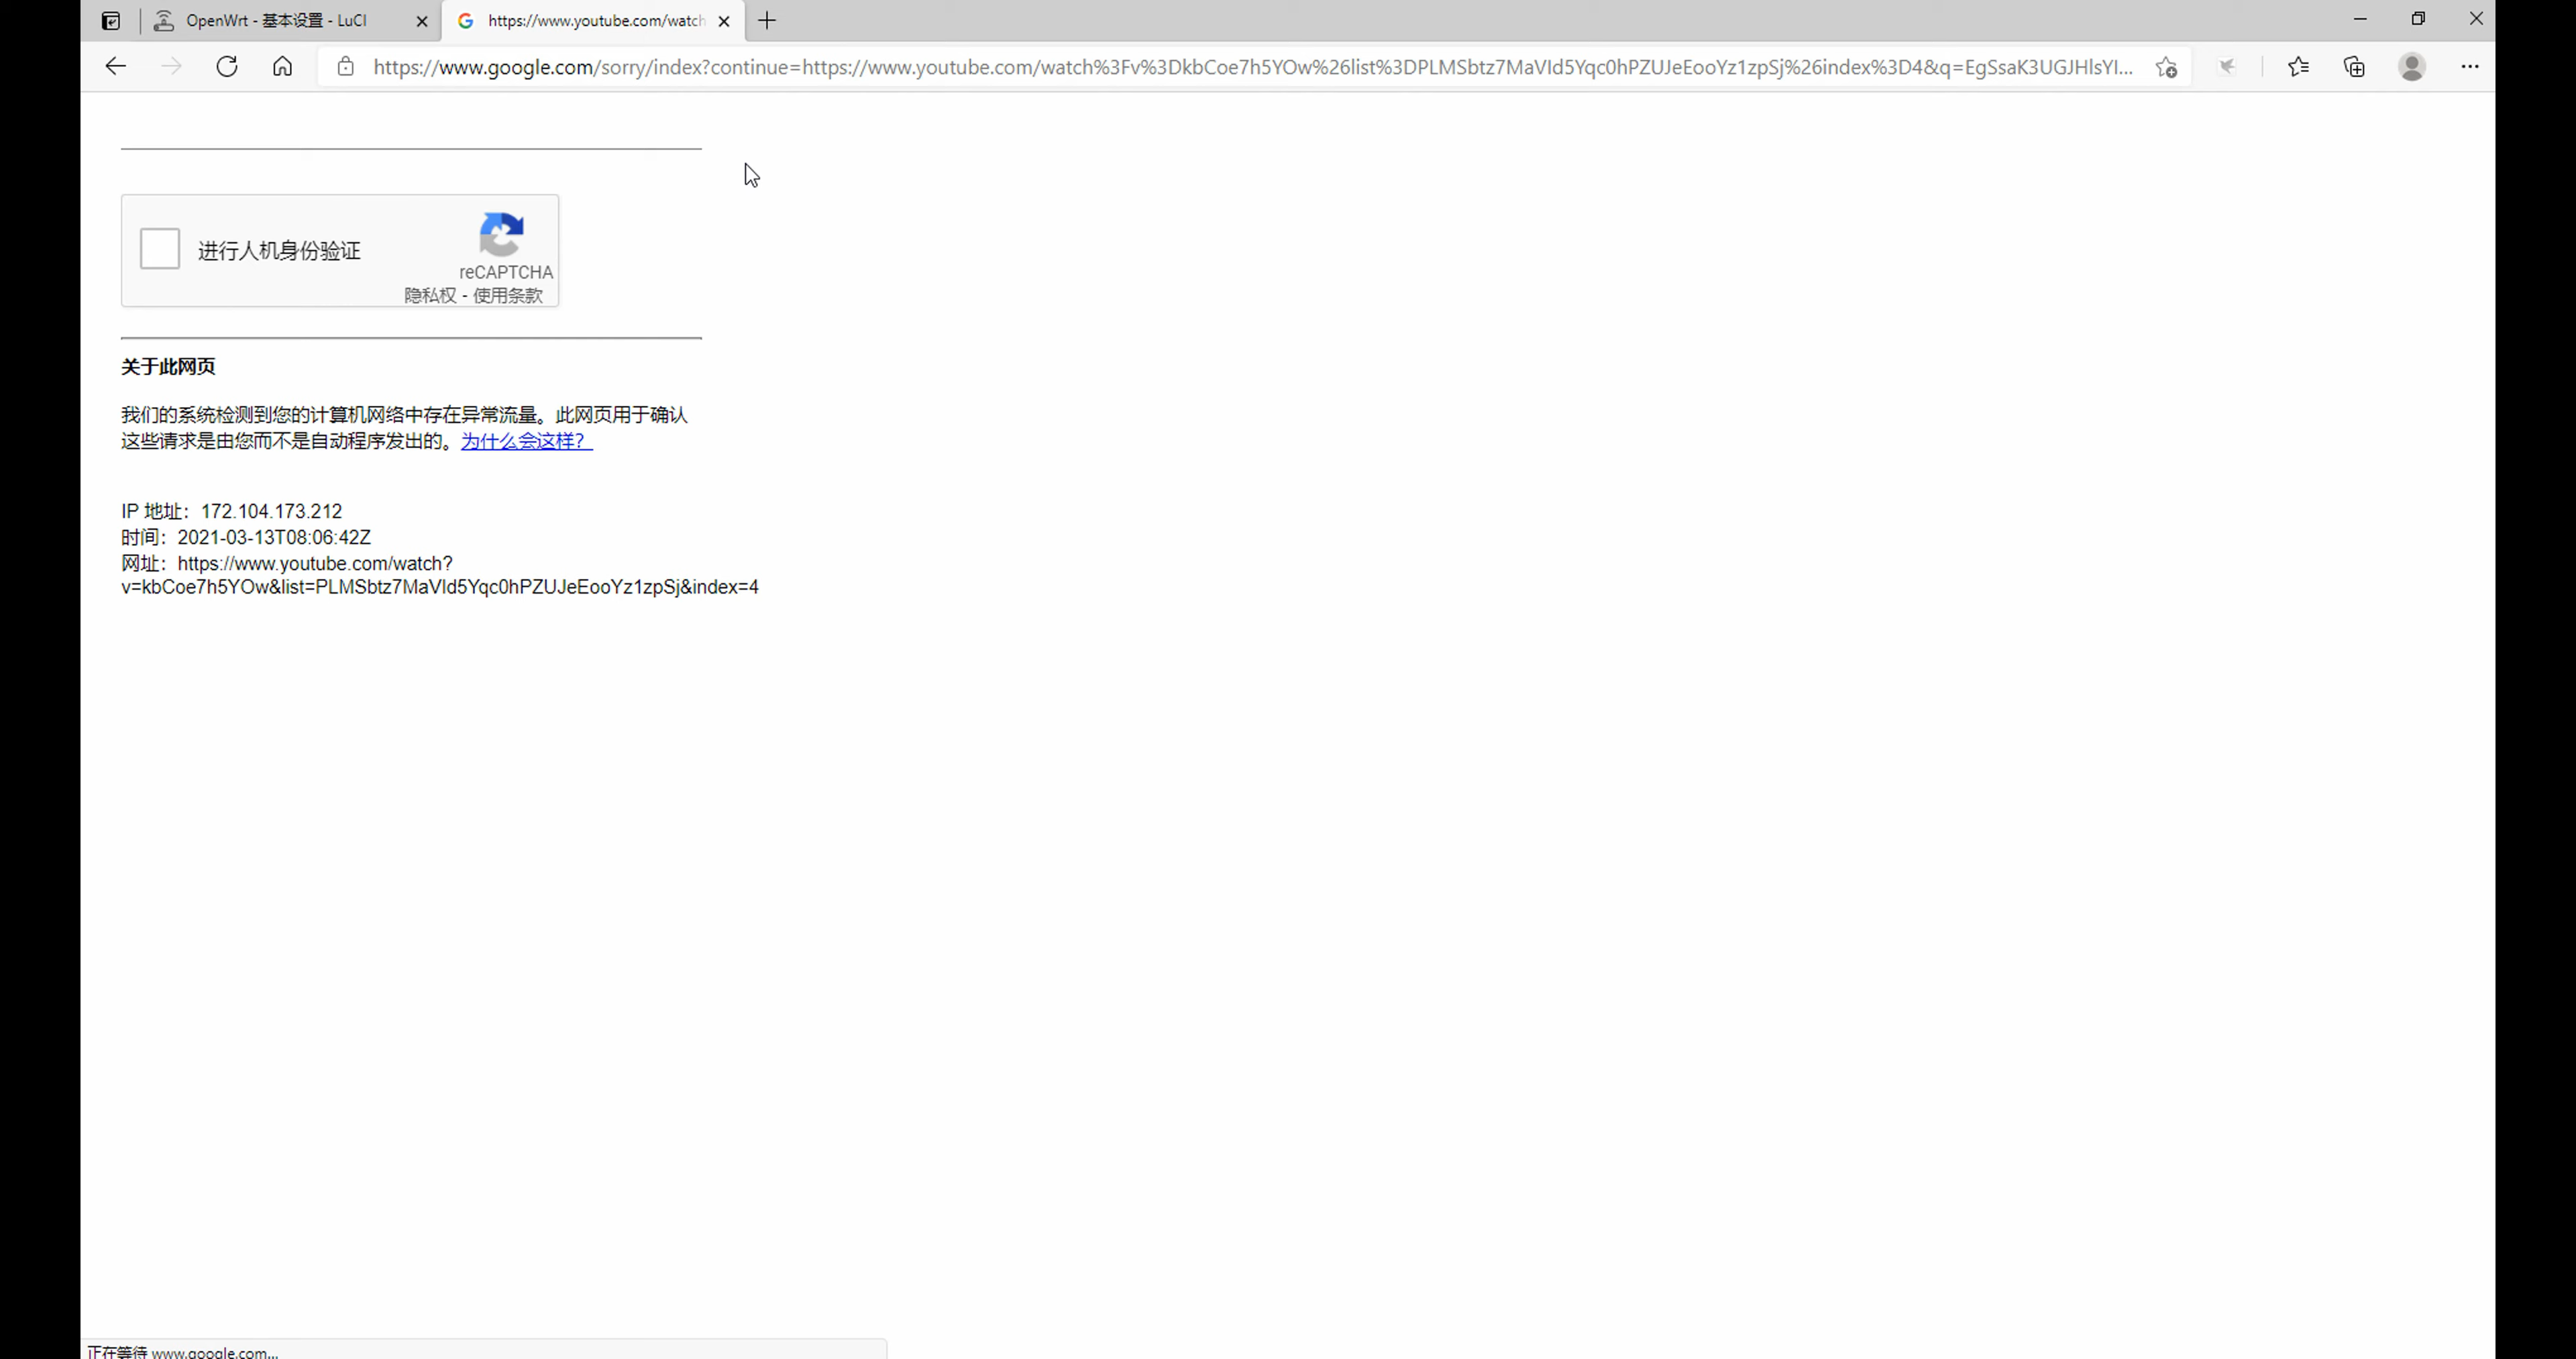 OpenWrt - 基本设置 - LuCI
https://www.youtube.com/watch
https://www.google.com/sorry/index?continue=https://www.youtube.com/watch%3Fv%3DkbCoe7h5YOw%26list%3DPLMSbtz7MaVId5Yqc0hPZUJeEooYz1zpSj%26index%3D4&q=EgSsaK3UGJHlsYI...
进行人机身份验证
reCAPTCHA
隐私权 - 使用条款
关于此网页
我们的系统检测到您的计算机网络中存在异常流量。此网页用于确认
这些请求是由您而不是自动程序发出的。为什么会这样？
IP 地址：172.104.173.212
时间：2021-03-13T08:06:42Z
网址：https://www.youtube.com/watch?
v=kbCoe7h5YOw&list=PLMSbtz7MaVId5Yqc0hPZUJeEooYz1zpSj&index=4
正在等待 www.google.com...